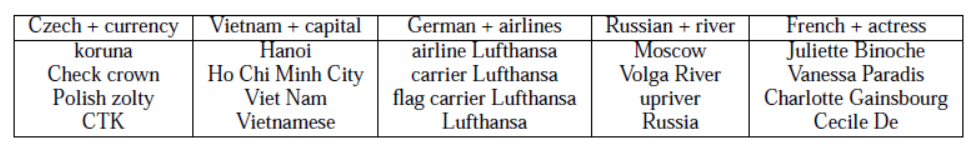 Czech + currency Vietnam + capital German + airlines Russian + river French + actress
koruna Hanoi airline Lufthansa Moscow Juliette Binoche
Check crown Ho Chi Minh City carrier Lufthansa Volga River Vanessa Paradis
Polish zolty Viet Nam flag carrier Lufthansa upriver Charlotte Gainsbourg
CTK Vietnamese Lufthansa Russia Cecile De